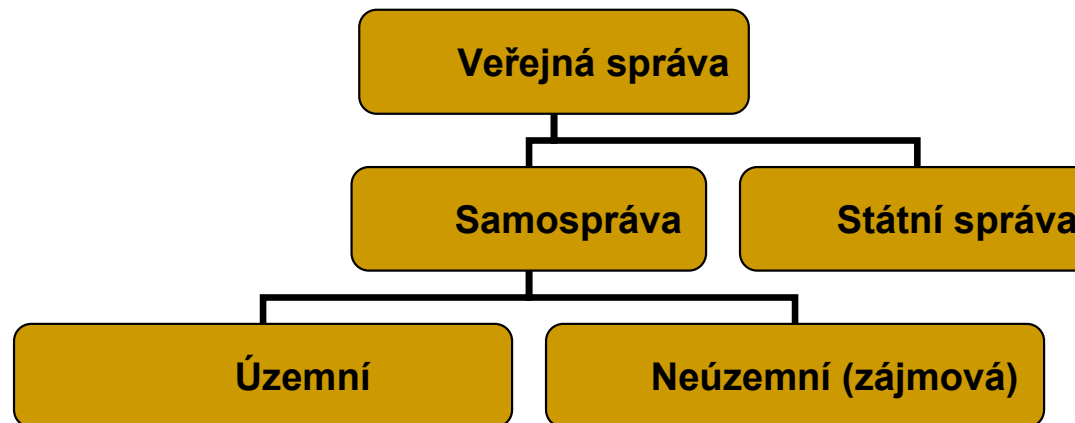 Veřejná správa
Samospráva
Státní správa
Územní
Neúzemní (zájmová)